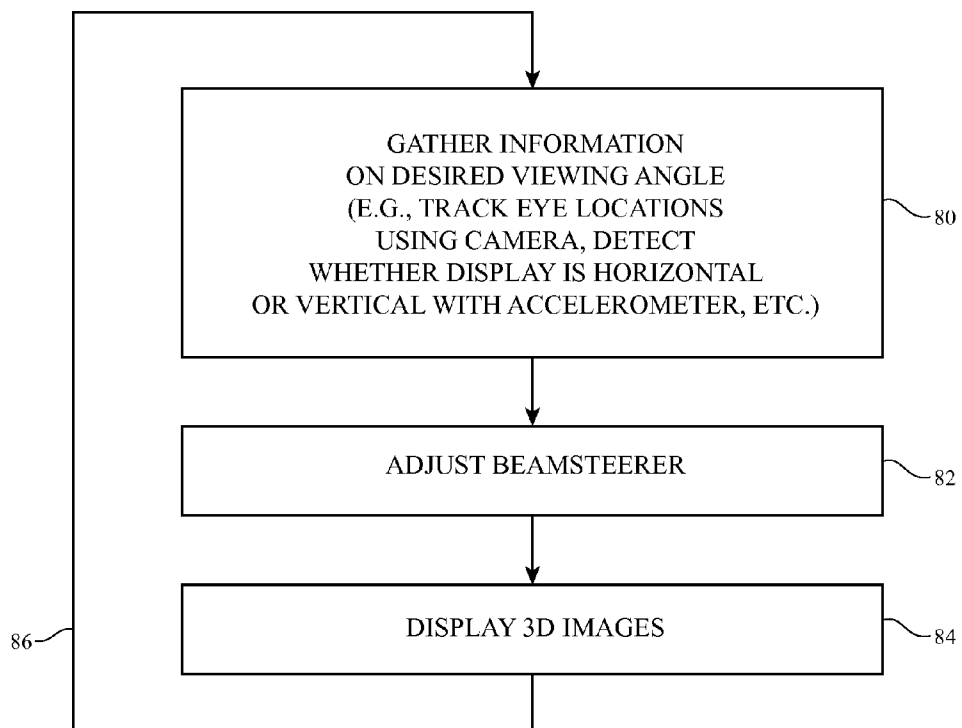 GATHER INFORMATION
ON DESIRED VIEWING ANGLE
(E.G., TRACK EYE LOCATIONS
USING CAMERA, DETECT
WHETHER DISPLAY IS HORIZONTAL
OR VERTICAL WITH ACCELEROMETER, ETC.)
80
ADJUST BEAMSTEERER
82
DISPLAY 3D IMAGES
84
86